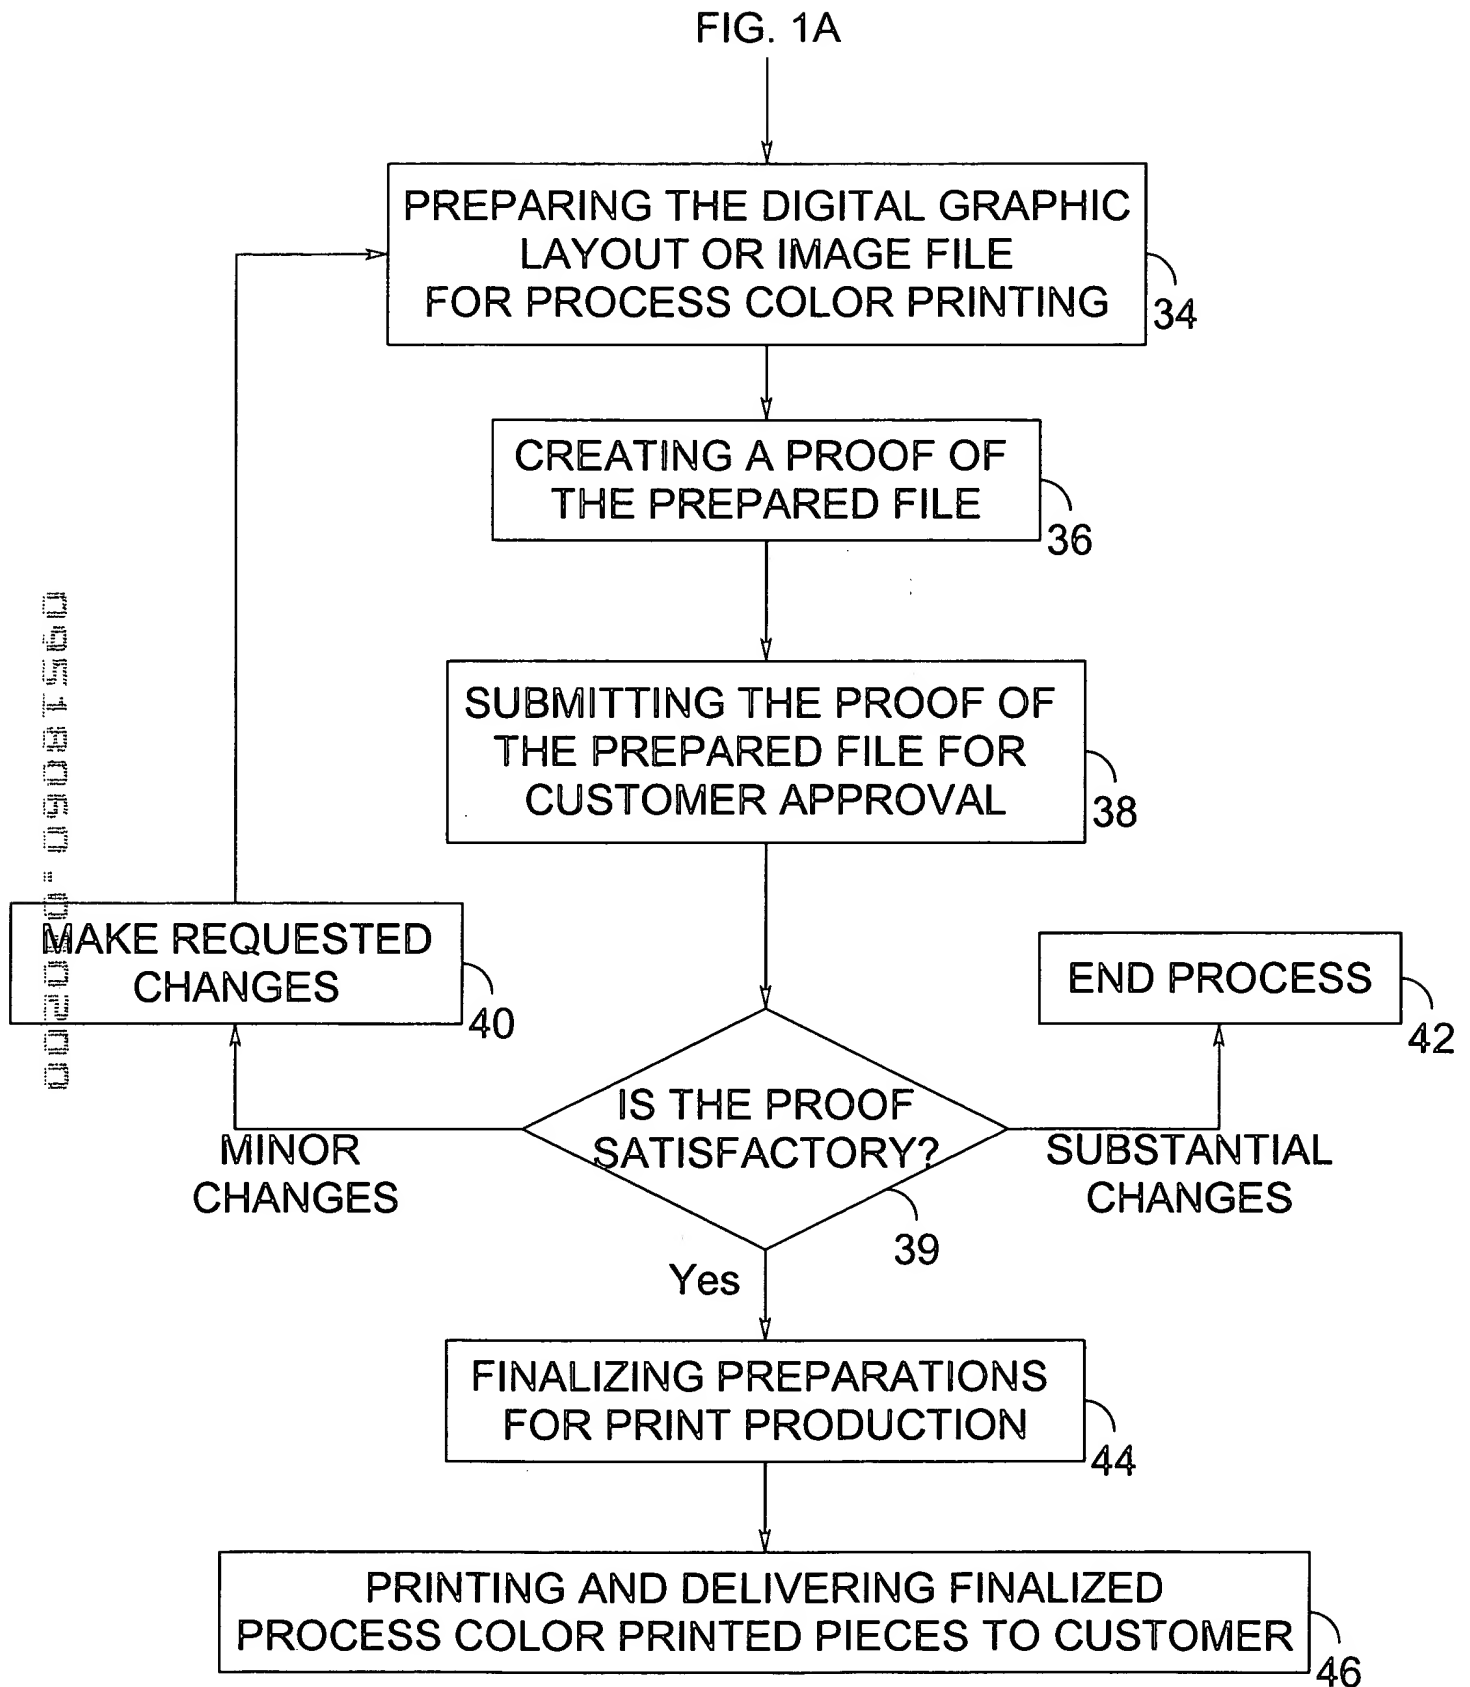 FIG. 1A
PREPARING THE DIGITAL GRAPHIC
LAYOUT OR IMAGE FILE
FOR PROCESS COLOR PRINTING
34
CREATING A PROOF OF
THE PREPARED FILE
36
SUBMITTING THE PROOF OF
THE PREPARED FILE FOR
CUSTOMER APPROVAL
38
MAKE REQUESTED
CHANGES
40
END PROCESS
42
IS THE PROOF
SATISFACTORY?
39
MINOR
CHANGES
SUBSTANTIAL
CHANGES
Yes
FINALIZING PREPARATIONS
FOR PRINT PRODUCTION
44
PRINTING AND DELIVERING FINALIZED
PROCESS COLOR PRINTED PIECES TO CUSTOMER
46